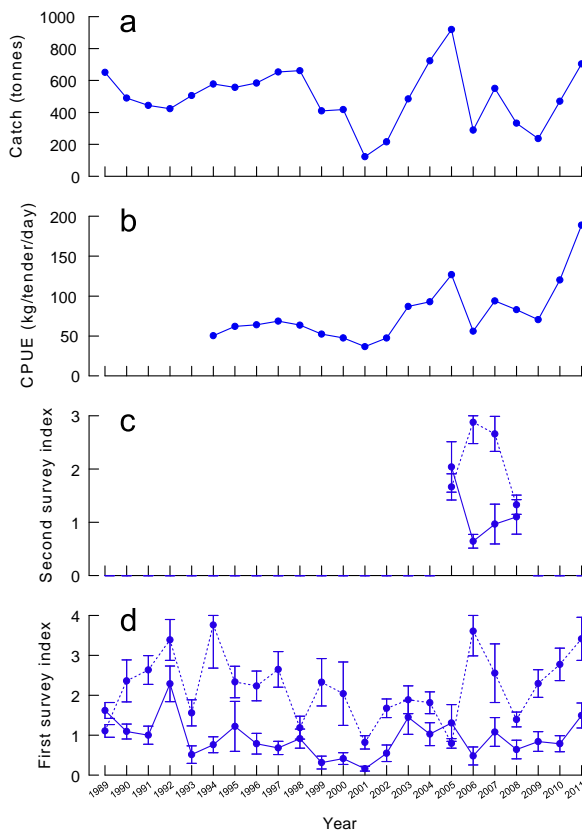 a
Catch (tonnes)
1000
800
600
400
200
0
b
CPUE (kg/tender/day)
200
150
100
50
0
c
Second survey index
3
2
1
0
d
First survey index
4
3
2
1
0
1989 1990 1991 1992 1993 1994 1995 1996 1997 1998 1999 2000 2001 2002 2003 2004 2005 2006 2007 2008 2009 2010 2011
Year